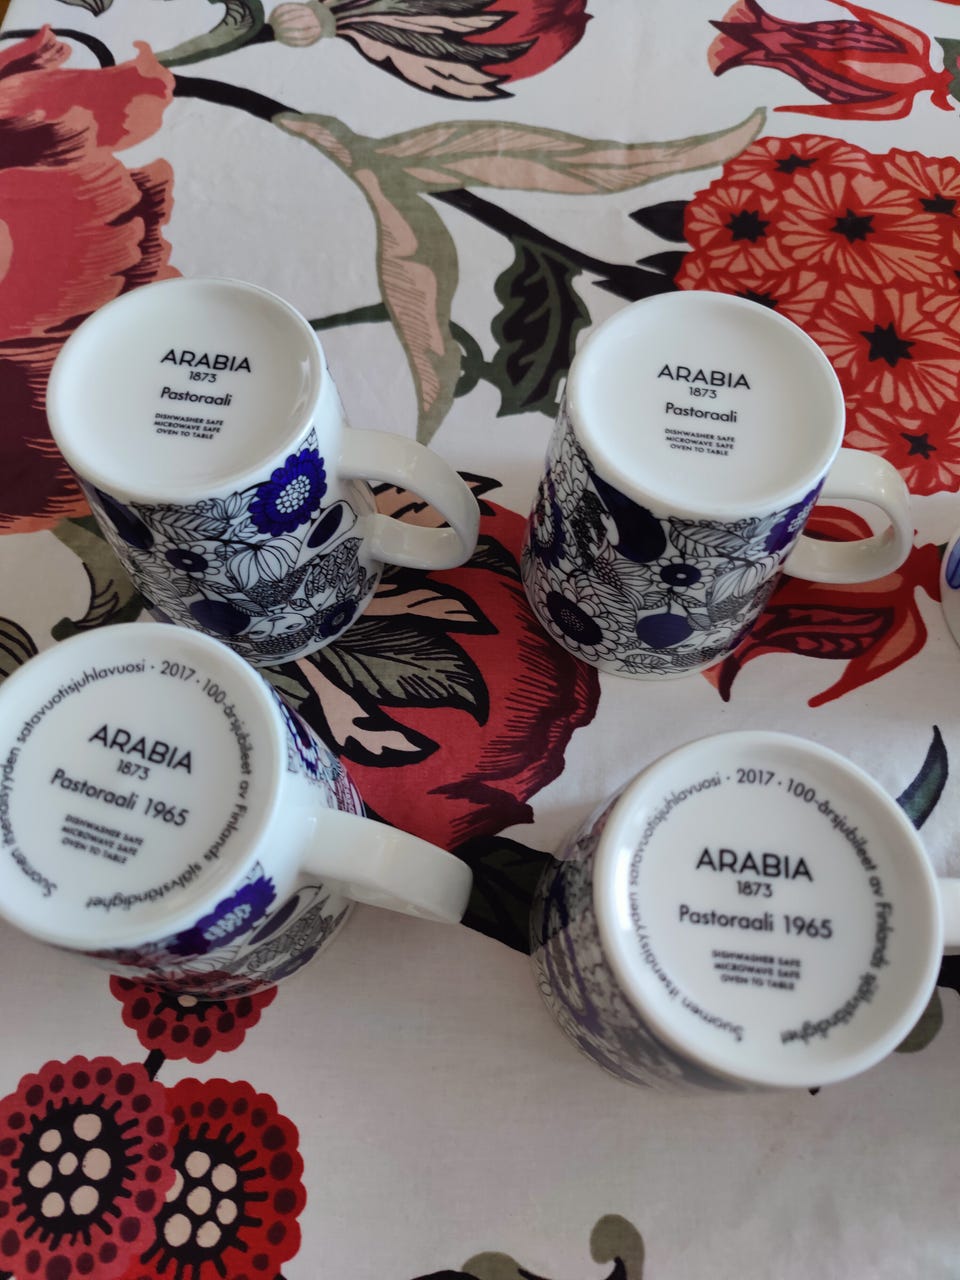 ARABIA
1873
Pastoraali
DISHWASHER SAFE
MICROWAVE SAFE
OVEN TO TABLE
ARABIA
1873
Pastoraali
DISHWASHER SAFE
MICROWAVE SAFE
OVEN TO TABLE
Suomen itsenäisyyden satavuotisjuhlavuosi · 2017 · 100-årsjubileet av Finlands självständighet
ARABIA
1873
Pastoraali 1965
DISHWASHER SAFE
MICROWAVE SAFE
OVEN TO TABLE
Suomen itsenäisyyden satavuotisjuhlavuosi · 2017 · 100-årsjubileet av Finlands självständighet
ARABIA
1873
Pastoraali 1965
DISHWASHER SAFE
MICROWAVE SAFE
OVEN TO TABLE